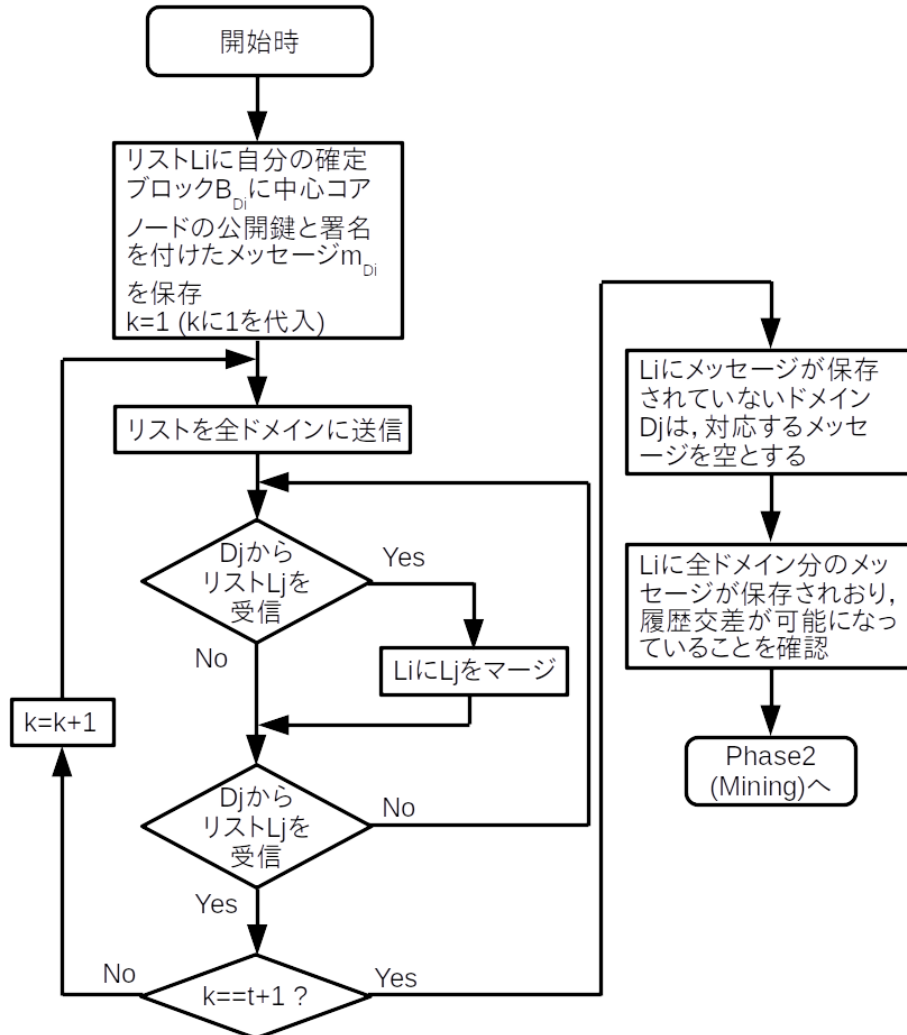 開始時
リストLiに自分の確定
ブロックBDiに中心コア
ノードの公開鍵と署名
を付けたメッセージmDi
を保存
k=1 (kに1を代入)
リストを全ドメインに送信
Djから
リストLjを
受信
Yes
No
LiにLjをマージ
k=k+1
Djから
リストLjを
受信
No
Yes
k==t+1 ?
No
Yes
Liにメッセージが保存
されていないドメイン
Djは，対応するメッセ
ージを空とする
Liに全ドメイン分のメッ
セージが保存されおり，
履歴交差が可能になっ
ていることを確認
Phase2
(Mining)へ